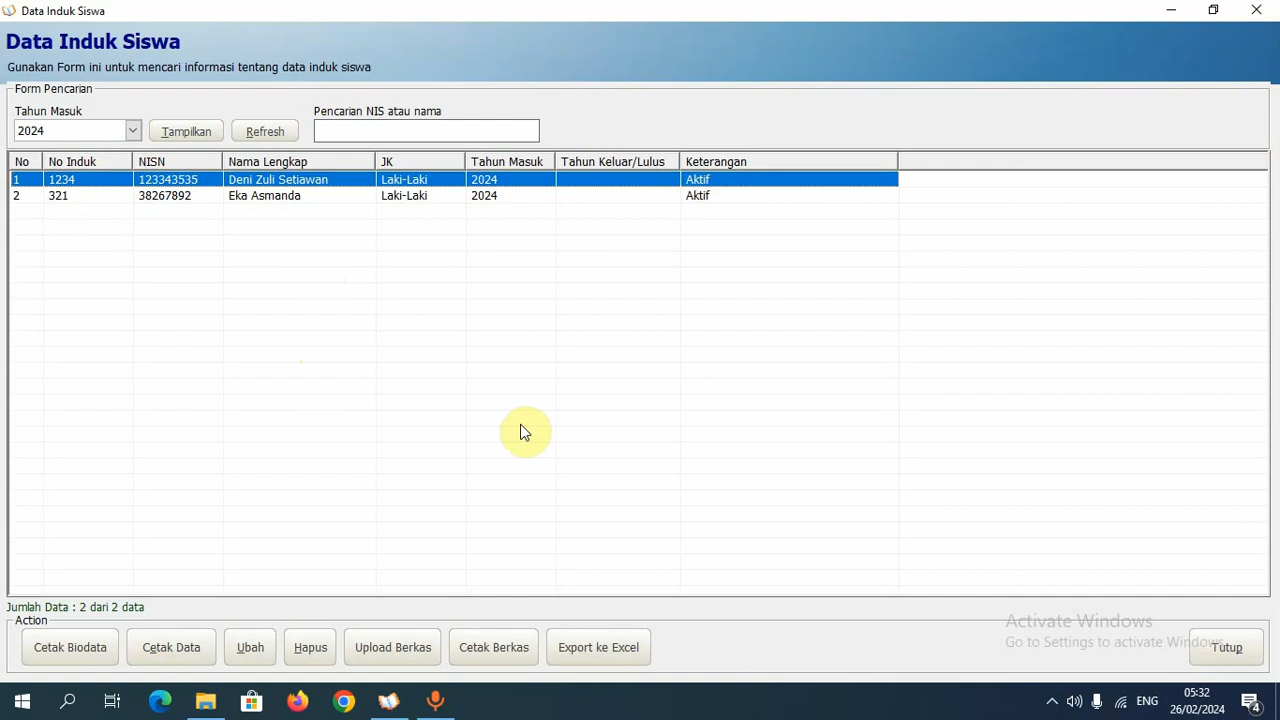 Data Induk Siswa
Data Induk Siswa
Gunakan Form ini untuk mencari informasi tentang data induk siswa
Form Pencarian
Tahun Masuk
Pencarian NIS atau nama
2024
Tampilkan
Refresh
No No Induk NISN Nama Lengkap JK Tahun Masuk Tahun Keluar/Lulus Keterangan
1 1234 123343535 Deni Zuli Setiawan Laki-Laki 2024 Aktif
2 321 38267892 Eka Asmanda Laki-Laki 2024 Aktif
Jumlah Data : 2 dari 2 data
Action
Activate Windows
Go to Settings to activate Windows.
Cetak Biodata Cetak Data Ubah Hapus Upload Berkas Cetak Berkas Export ke Excel Tutup
ENG
05:32
26/02/2024
4